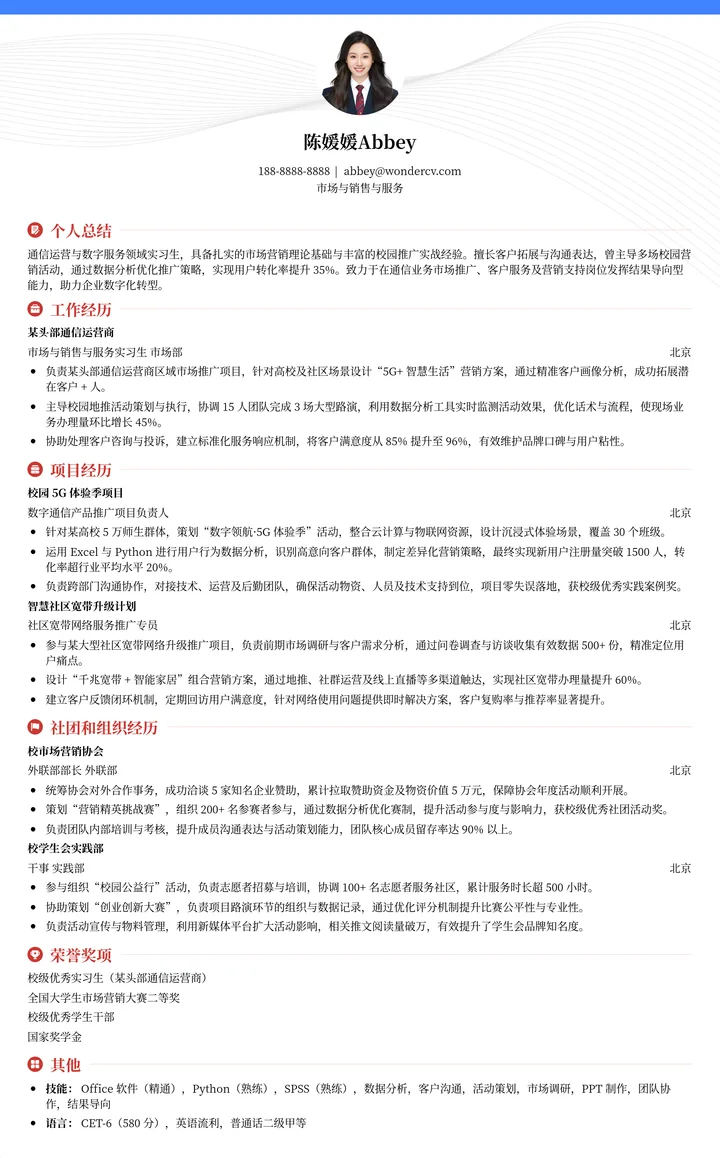 陈媛媛Abbey
188-8888-8888 | abbey@wondercv.com
市场与销售与服务
个人总结
通信运营与数字服务领域实习生，具备扎实的市场营销理论基础与丰富的校园推广实战经验。擅长客户拓展与沟通表达，曾主导多场校园营
销活动，通过数据分析优化推广策略，实现用户转化率提升 35%。致力于在通信业务市场推广、客户服务及营销支持岗位发挥结果导向型
能力，助力企业数字化转型。
工作经历
某头部通信运营商
市场与销售与服务实习生 市场部 北京
• 负责某头部通信运营商区域市场推广项目，针对高校及社区场景设计“5G+ 智慧生活”营销方案，通过精准客户画像分析，成功拓展潜
在客户 + 人。
• 主导校园地推活动策划与执行，协调 15 人团队完成 3 场大型路演，利用数据分析工具实时监测活动效果，优化话术与流程，使现场业
务办理量环比增长 45%。
• 协助处理客户咨询与投诉，建立标准化服务响应机制，将客户满意度从 85% 提升至 96%，有效维护品牌口碑与用户粘性。
项目经历
校园 5G 体验季项目
数字通信产品推广项目负责人 北京
• 针对某高校 5 万师生群体，策划“数字领航·5G 体验季”活动，整合云计算与物联网资源，设计沉浸式体验场景，覆盖 30 个班级。
• 运用 Excel 与 Python 进行用户行为数据分析，识别高意向客户群体，制定差异化营销策略，最终实现新用户注册量突破 1500 人，转
化率超行业平均水平 20%。
• 负责跨部门沟通协作，对接技术、运营及后勤团队，确保活动物资、人员及技术支持到位，项目零失误落地，获校级优秀实践案例奖。
智慧社区宽带升级计划
社区宽带网络服务推广专员 北京
• 参与某大型社区宽带网络升级推广项目，负责前期市场调研与客户需求分析，通过问卷调查与访谈收集有效数据 500+ 份，精准定位用
户痛点。
• 设计“千兆宽带 + 智能家居”组合营销方案，通过地推、社群运营及线上直播等多渠道触达，实现社区宽带办理量提升 60%。
• 建立客户反馈闭环机制，定期回访用户满意度，针对网络使用问题提供即时解决方案，客户复购率与推荐率显著提升。
社团和组织经历
校市场营销协会
外联部部长 外联部 北京
• 统筹协会对外合作事务，成功洽谈 5 家知名企业赞助，累计拉取赞助资金及物资价值 5 万元，保障协会年度活动顺利开展。
• 策划“营销精英挑战赛”，组织 200+ 名参赛者参与，通过数据分析优化赛制，提升活动参与度与影响力，获校级优秀社团活动奖。
• 负责团队内部培训与考核，提升成员沟通表达与活动策划能力，团队核心成员留存率达 90% 以上。
校学生会实践部
干事 实践部 北京
• 参与组织“校园公益行”活动，负责志愿者招募与培训，协调 100+ 名志愿者服务社区，累计服务时长超 500 小时。
• 协助策划“创业创新大赛”，负责项目路演环节的组织与数据记录，通过优化评分机制提升比赛公平性与专业性。
• 负责活动宣传与物料管理，利用新媒体平台扩大活动影响，相关推文阅读量破万，有效提升了学生会品牌知名度。
荣誉奖项
校级优秀实习生（某头部通信运营商）
全国大学生市场营销大赛二等奖
校级优秀学生干部
国家奖学金
其他
• 技能： Office 软件（精通）, Python（熟练）, SPSS（熟练）, 数据分析, 客户沟通, 活动策划, 市场调研, PPT 制作, 团队协
作, 结果导向
• 语言： CET-6（580 分）, 英语流利, 普通话二级甲等